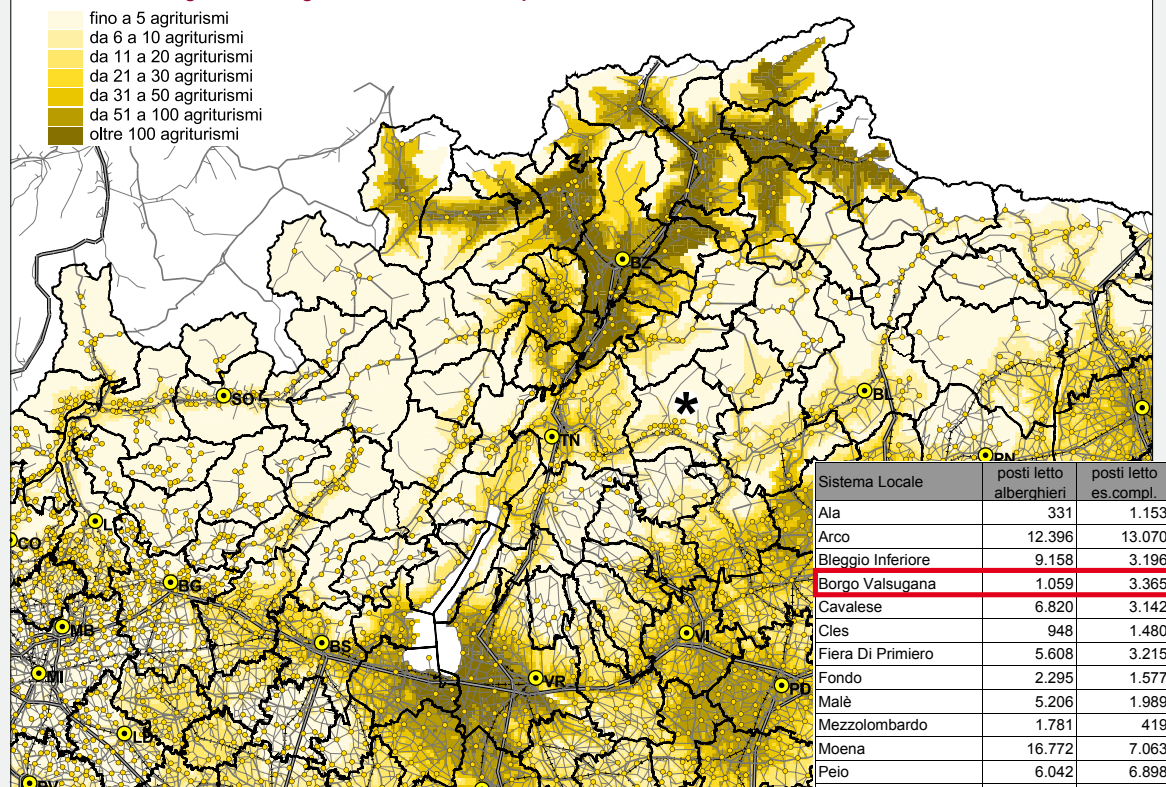 fino a 5 agriturismi
da 6 a 10 agriturismi
da 11 a 20 agriturismi
da 21 a 30 agriturismi
da 31 a 50 agriturismi
da 51 a 100 agriturismi
oltre 100 agriturismi
BZ
SO
TN
BL
PN
LC
CO
BG
MB
BS
VI
MI
VR
PD
LO
PV
*
Sistema Locale posti letto alberghieri posti letto es.compl.
Ala 331 1.153
Arco 12.396 13.070
Bleggio Inferiore 9.158 3.196
Borgo Valsugana 1.059 3.365
Cavalese 6.820 3.142
Cles 948 1.480
Fiera Di Primiero 5.608 3.215
Fondo 2.295 1.577
Malè 5.206 1.989
Mezzolombardo 1.781 419
Moena 16.772 7.063
Peio 6.042 6.898